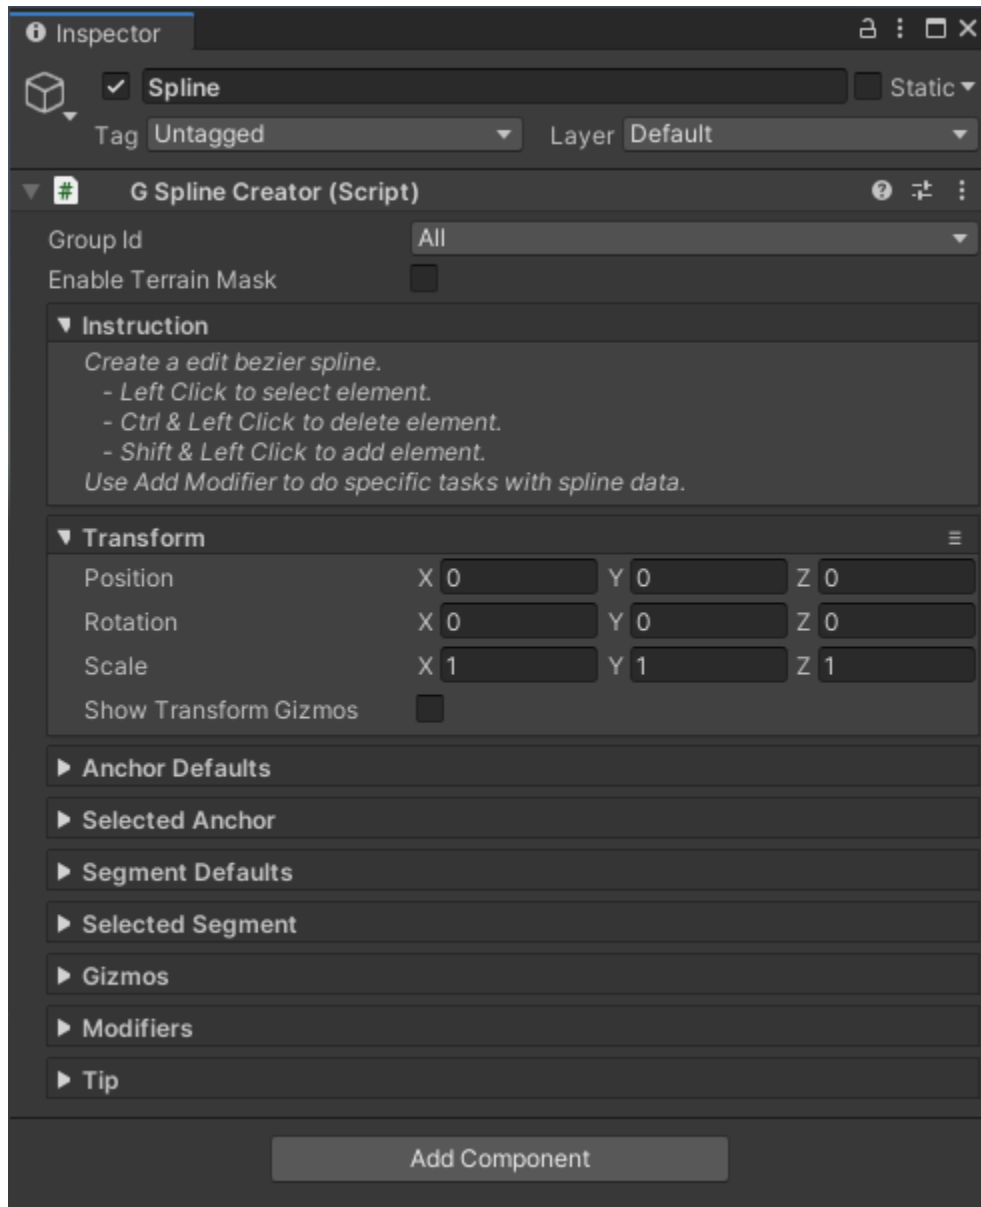 Inspector
Spline
Static
Tag Untagged Layer Default
# G Spline Creator (Script)
Group Id All
Enable Terrain Mask
Instruction
Create a edit bezier spline.
- Left Click to select element.
- Ctrl & Left Click to delete element.
- Shift & Left Click to add element.
Use Add Modifier to do specific tasks with spline data.
Transform
Position X 0 Y 0 Z 0
Rotation X 0 Y 0 Z 0
Scale X 1 Y 1 Z 1
Show Transform Gizmos
Anchor Defaults
Selected Anchor
Segment Defaults
Selected Segment
Gizmos
Modifiers
Tip
Add Component